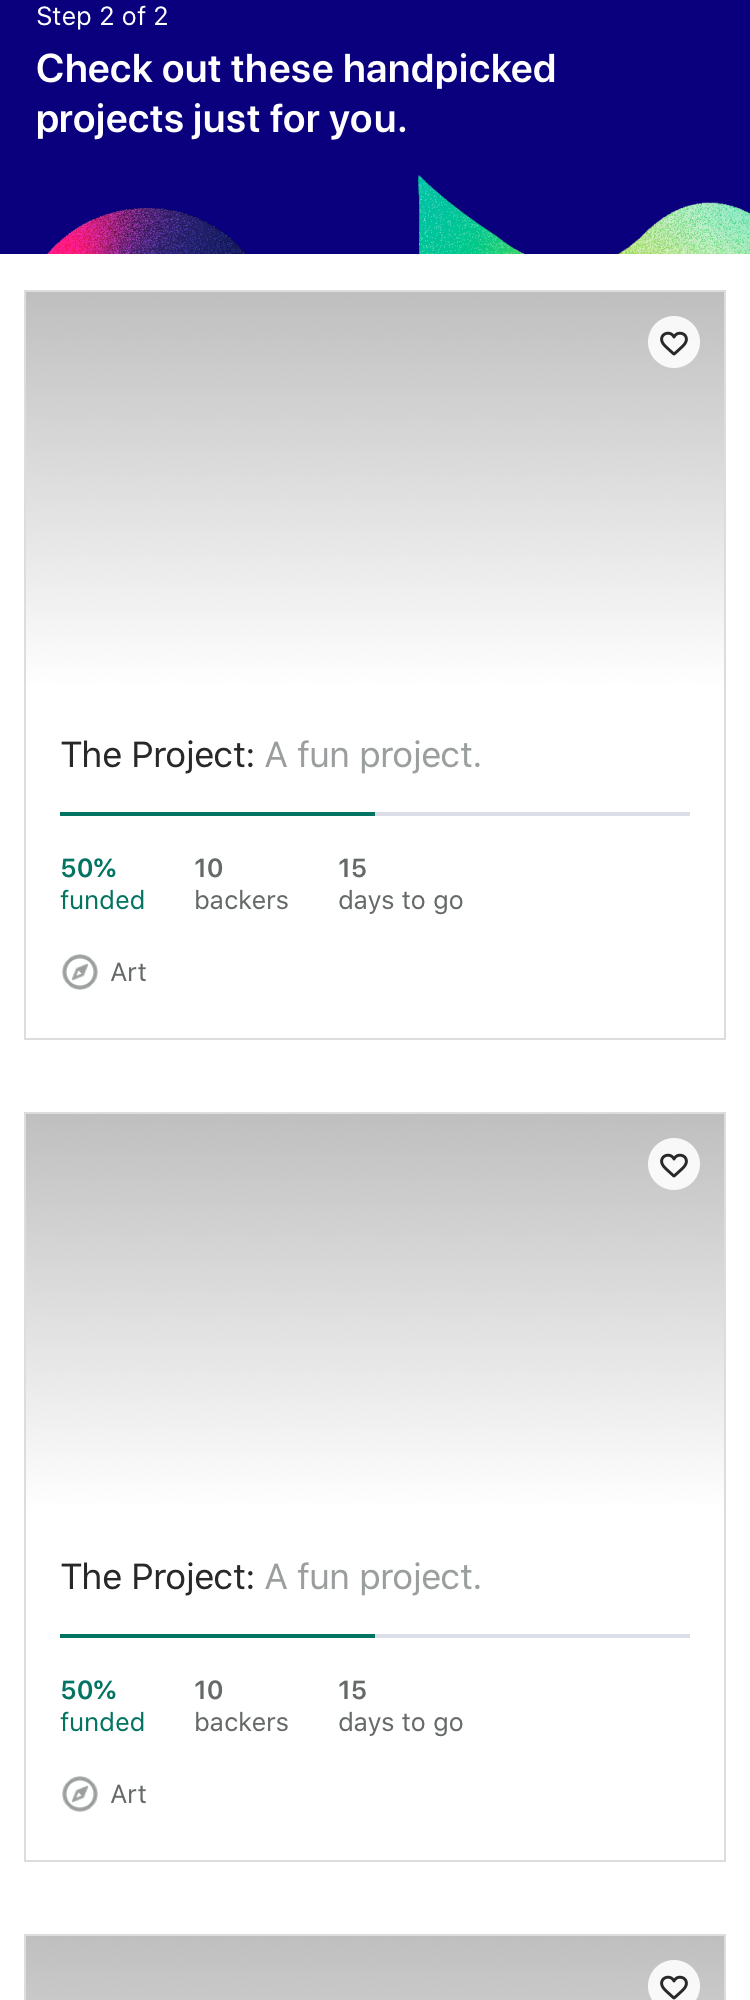 Step 2 of 2
Check out these handpicked
projects just for you.
The Project: A fun project.
50% 10 15
funded backers days to go
Art
The Project: A fun project.
50% 10 15
funded backers days to go
Art